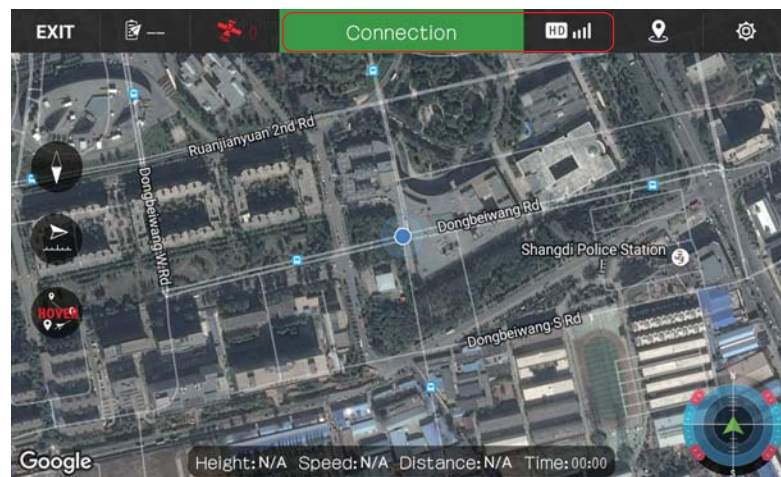 EXIT -- 0 Connection HD
Ruanjianyuan 2nd Rd
Dongbeiwang W Rd
Dongbeiwang Rd
Shangdi Police Station
HOVER
Dongbeiwang S Rd
Google
Height: N/A Speed: N/A Distance: N/A Time: 00:00
S